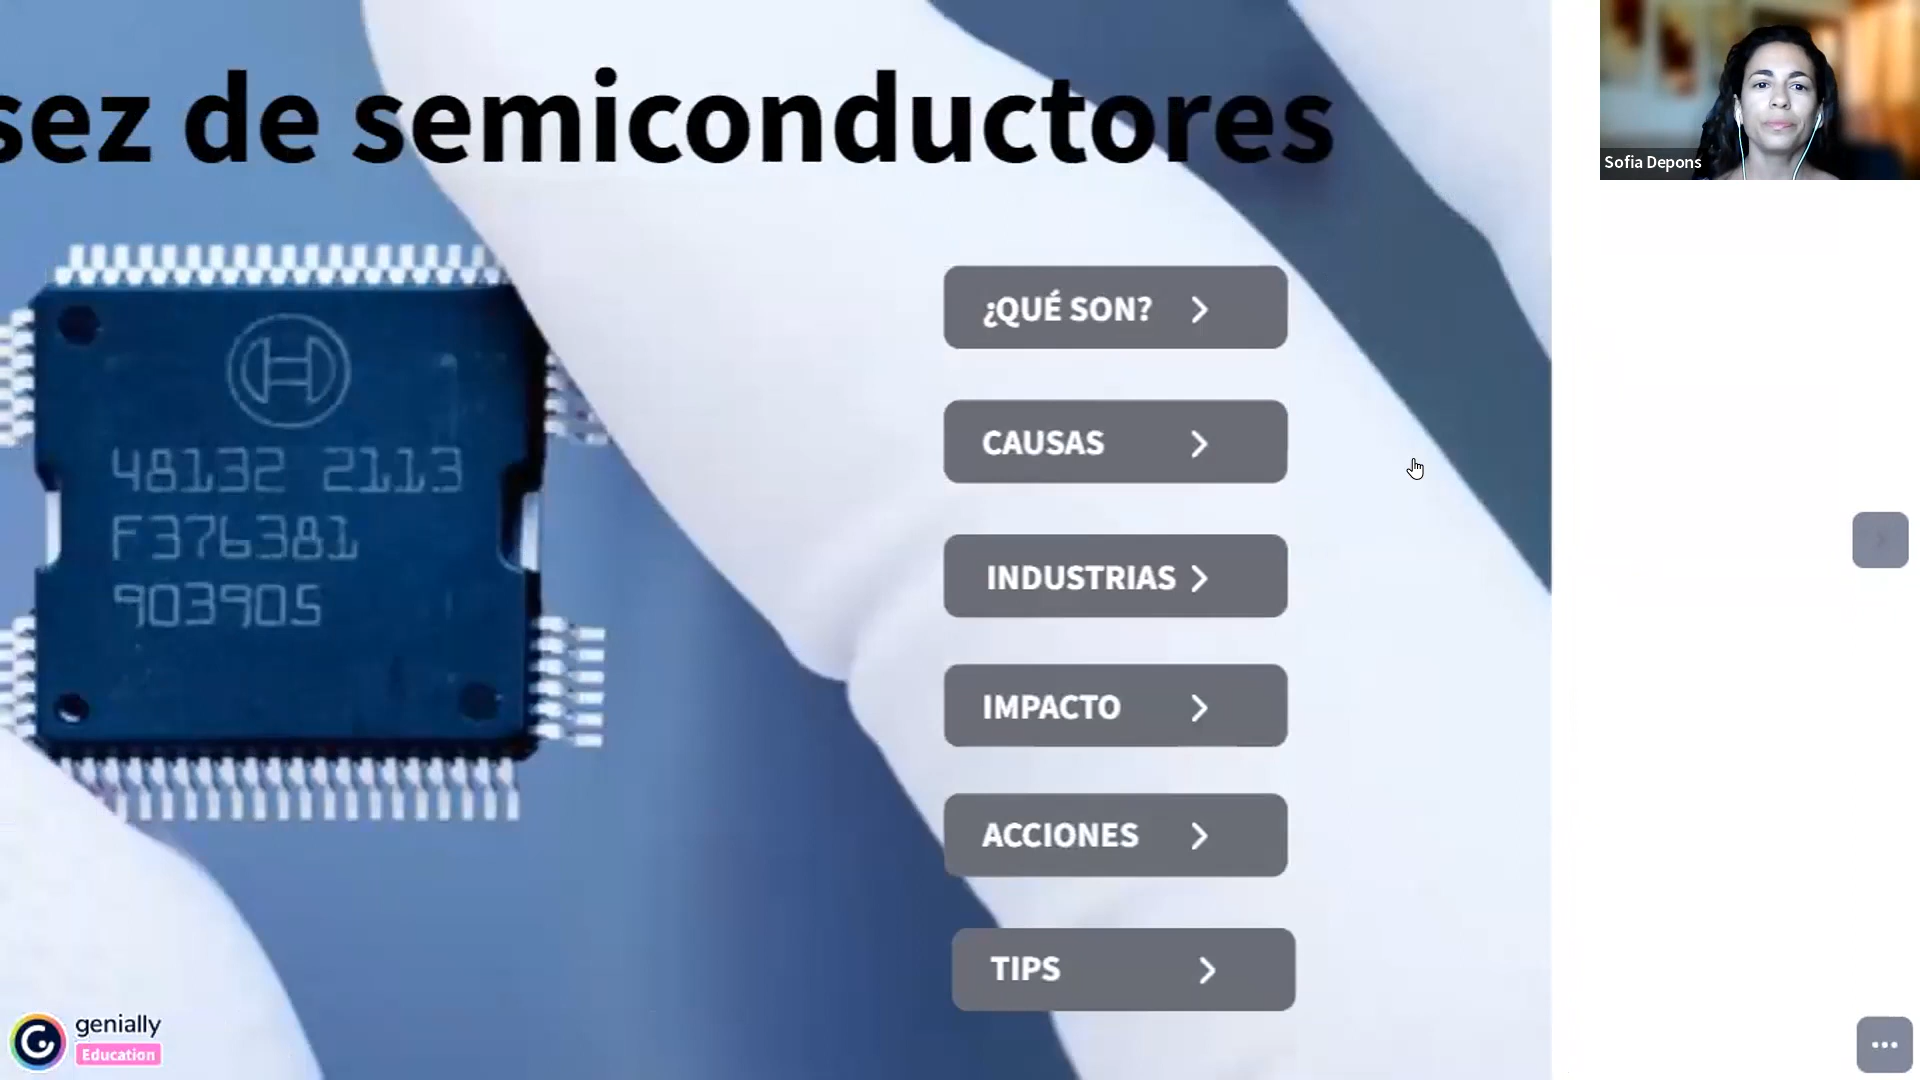 sez de semiconductores
Sofia Depons
¿QUÉ SON?
CAUSAS
INDUSTRIAS
IMPACTO
ACCIONES
TIPS
48132 2113
F376381
903905
genially
Education